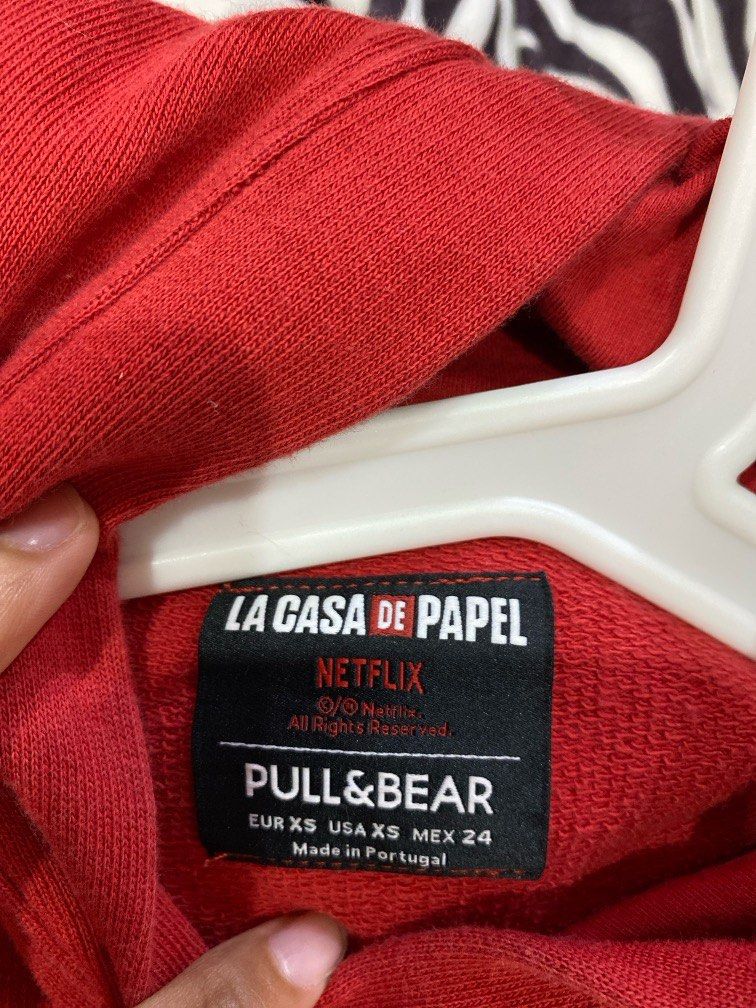 LA CASA DE PAPEL
NETFLIX
©/® Netflix.
All Rights Reserved.
PULL&BEAR
EUR XS USA XS MEX 24
Made in Portugal